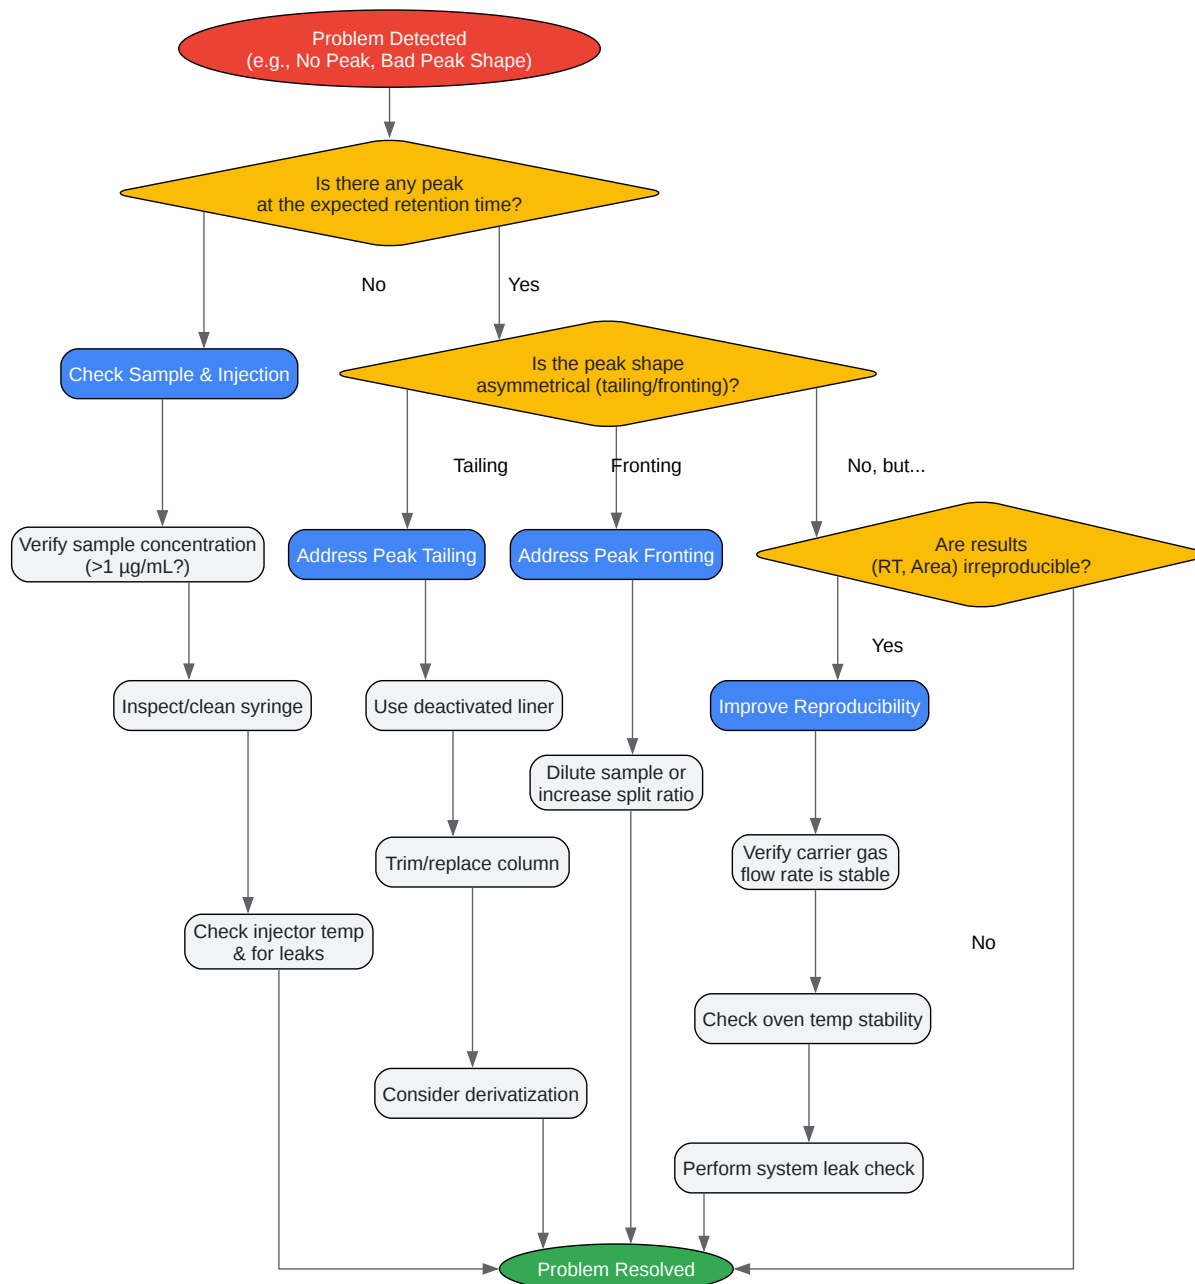 Problem Detected
(e.g., No Peak, Bad Peak Shape)
Is there any peak
at the expected retention time?
No
Yes
Check Sample & Injection
Is the peak shape
asymmetrical (tailing/fronting)?
Tailing
Fronting
No, but...
Verify sample concentration
(>1 µg/mL?)
Address Peak Tailing
Address Peak Fronting
Are results
(RT, Area) irreproducible?
Yes
Inspect/clean syringe
Use deactivated liner
Improve Reproducibility
Dilute sample or
increase split ratio
Trim/replace column
Verify carrier gas
flow rate is stable
Check injector temp
& for leaks
No
Check oven temp stability
Consider derivatization
Perform system leak check
Problem Resolved